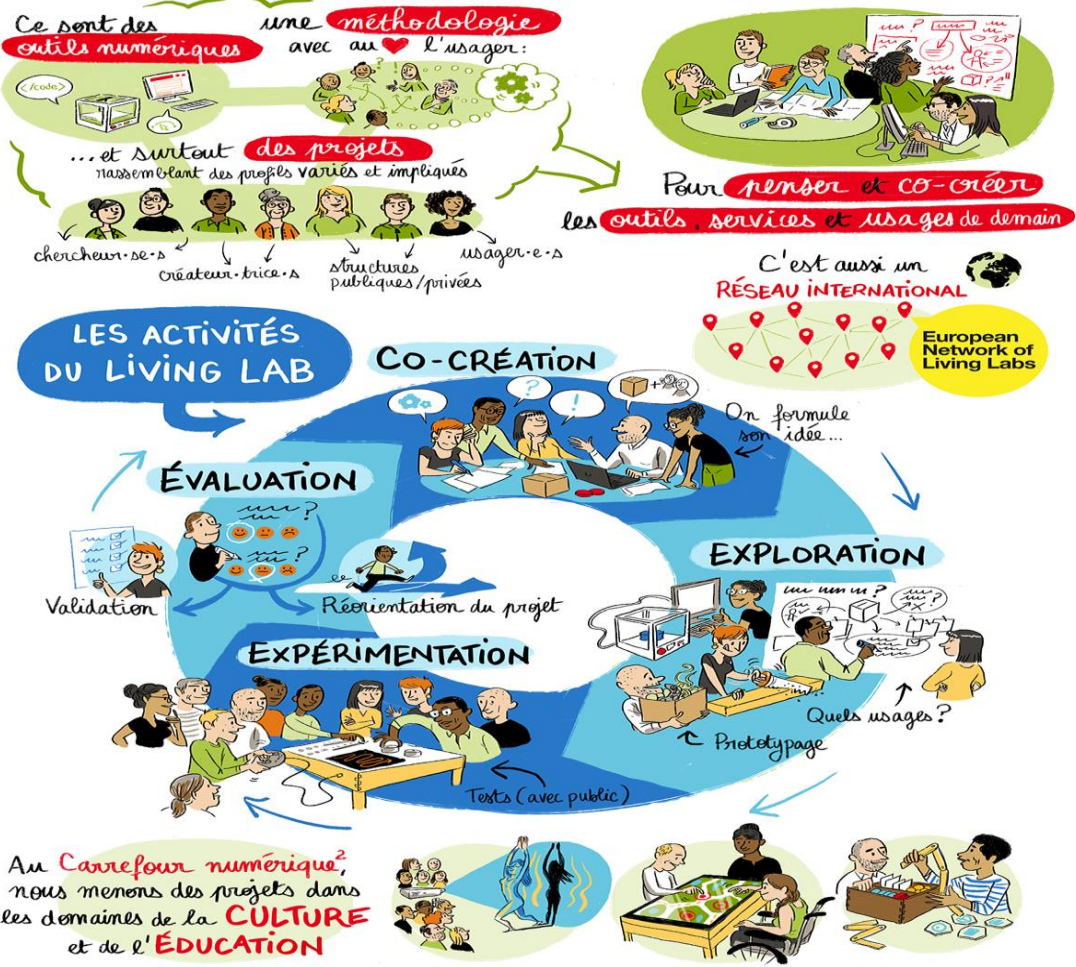 Ce sont des
outils numériques
une méthodologie
avec au l'usager:
</code>
...et surtout des projets
rassemblant des profils variés et impliqués
chercheur·se·s
créateur·trice·s
structures
publiques/privées
usager·e·s
Pour penser et co-créer
les outils, services et usages de demain
C'est aussi un
RÉSEAU INTERNATIONAL
European
Network of
Living Labs
LES ACTIVITÉS
DU LIVING LAB
CO-CRÉATION
On formule
son idée...
EXPLORATION
Quels usages?
Prototypage
EXPÉRIMENTATION
Tests (avec public)
ÉVALUATION
Validation
Réorientation du projet
Au Carrefour numérique²,
nous menons des projets dans
les domaines de la CULTURE
et de l'ÉDUCATION